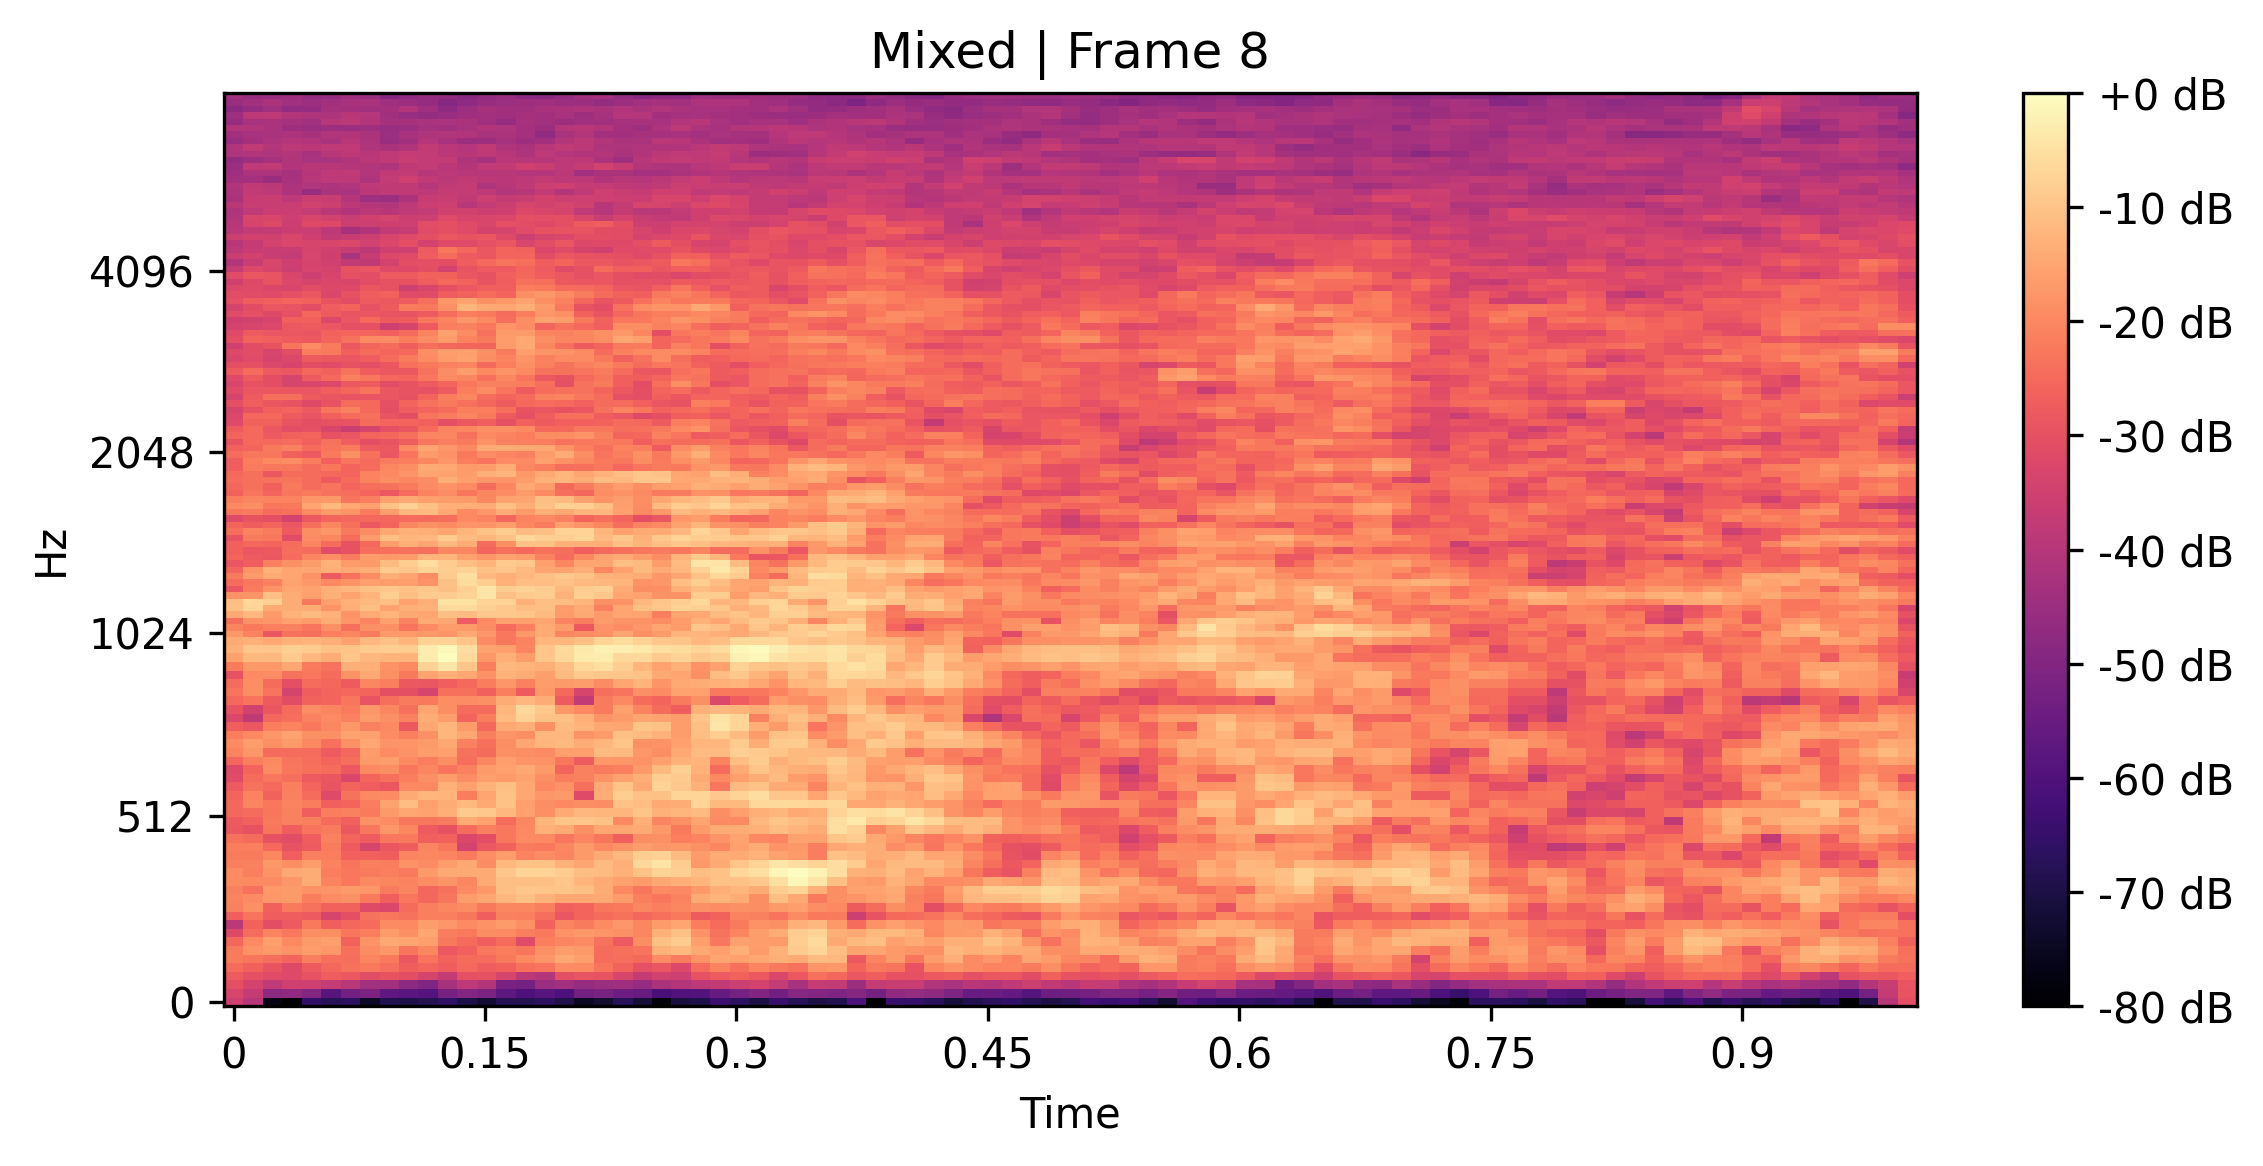 Mixed | Frame 8
+0 dB
-10 dB
-20 dB
-30 dB
-40 dB
-50 dB
-60 dB
-70 dB
-80 dB
4096
2048
1024
512
0
Hz
0 0.15 0.3 0.45 0.6 0.75 0.9
Time